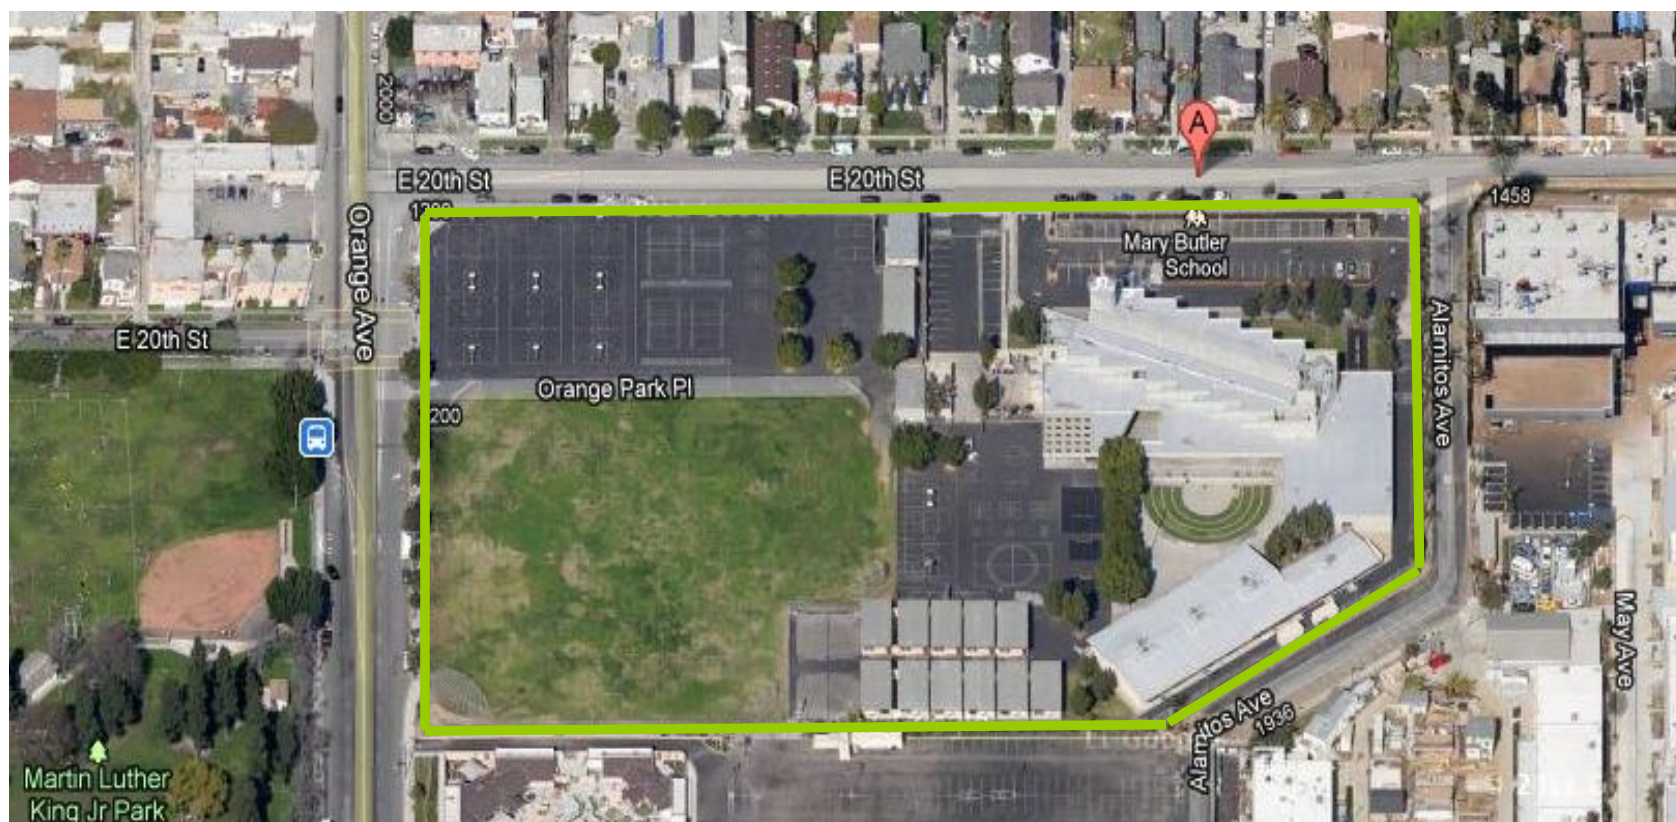 2000
A
E 20th St
E 20th St
1458
Mary Butler
School
Orange Ave
E 20th St
Orange Park Pl
200
Alamitos Ave
May Ave
Alamitos Ave
1936
Martin Luther
King Jr Park